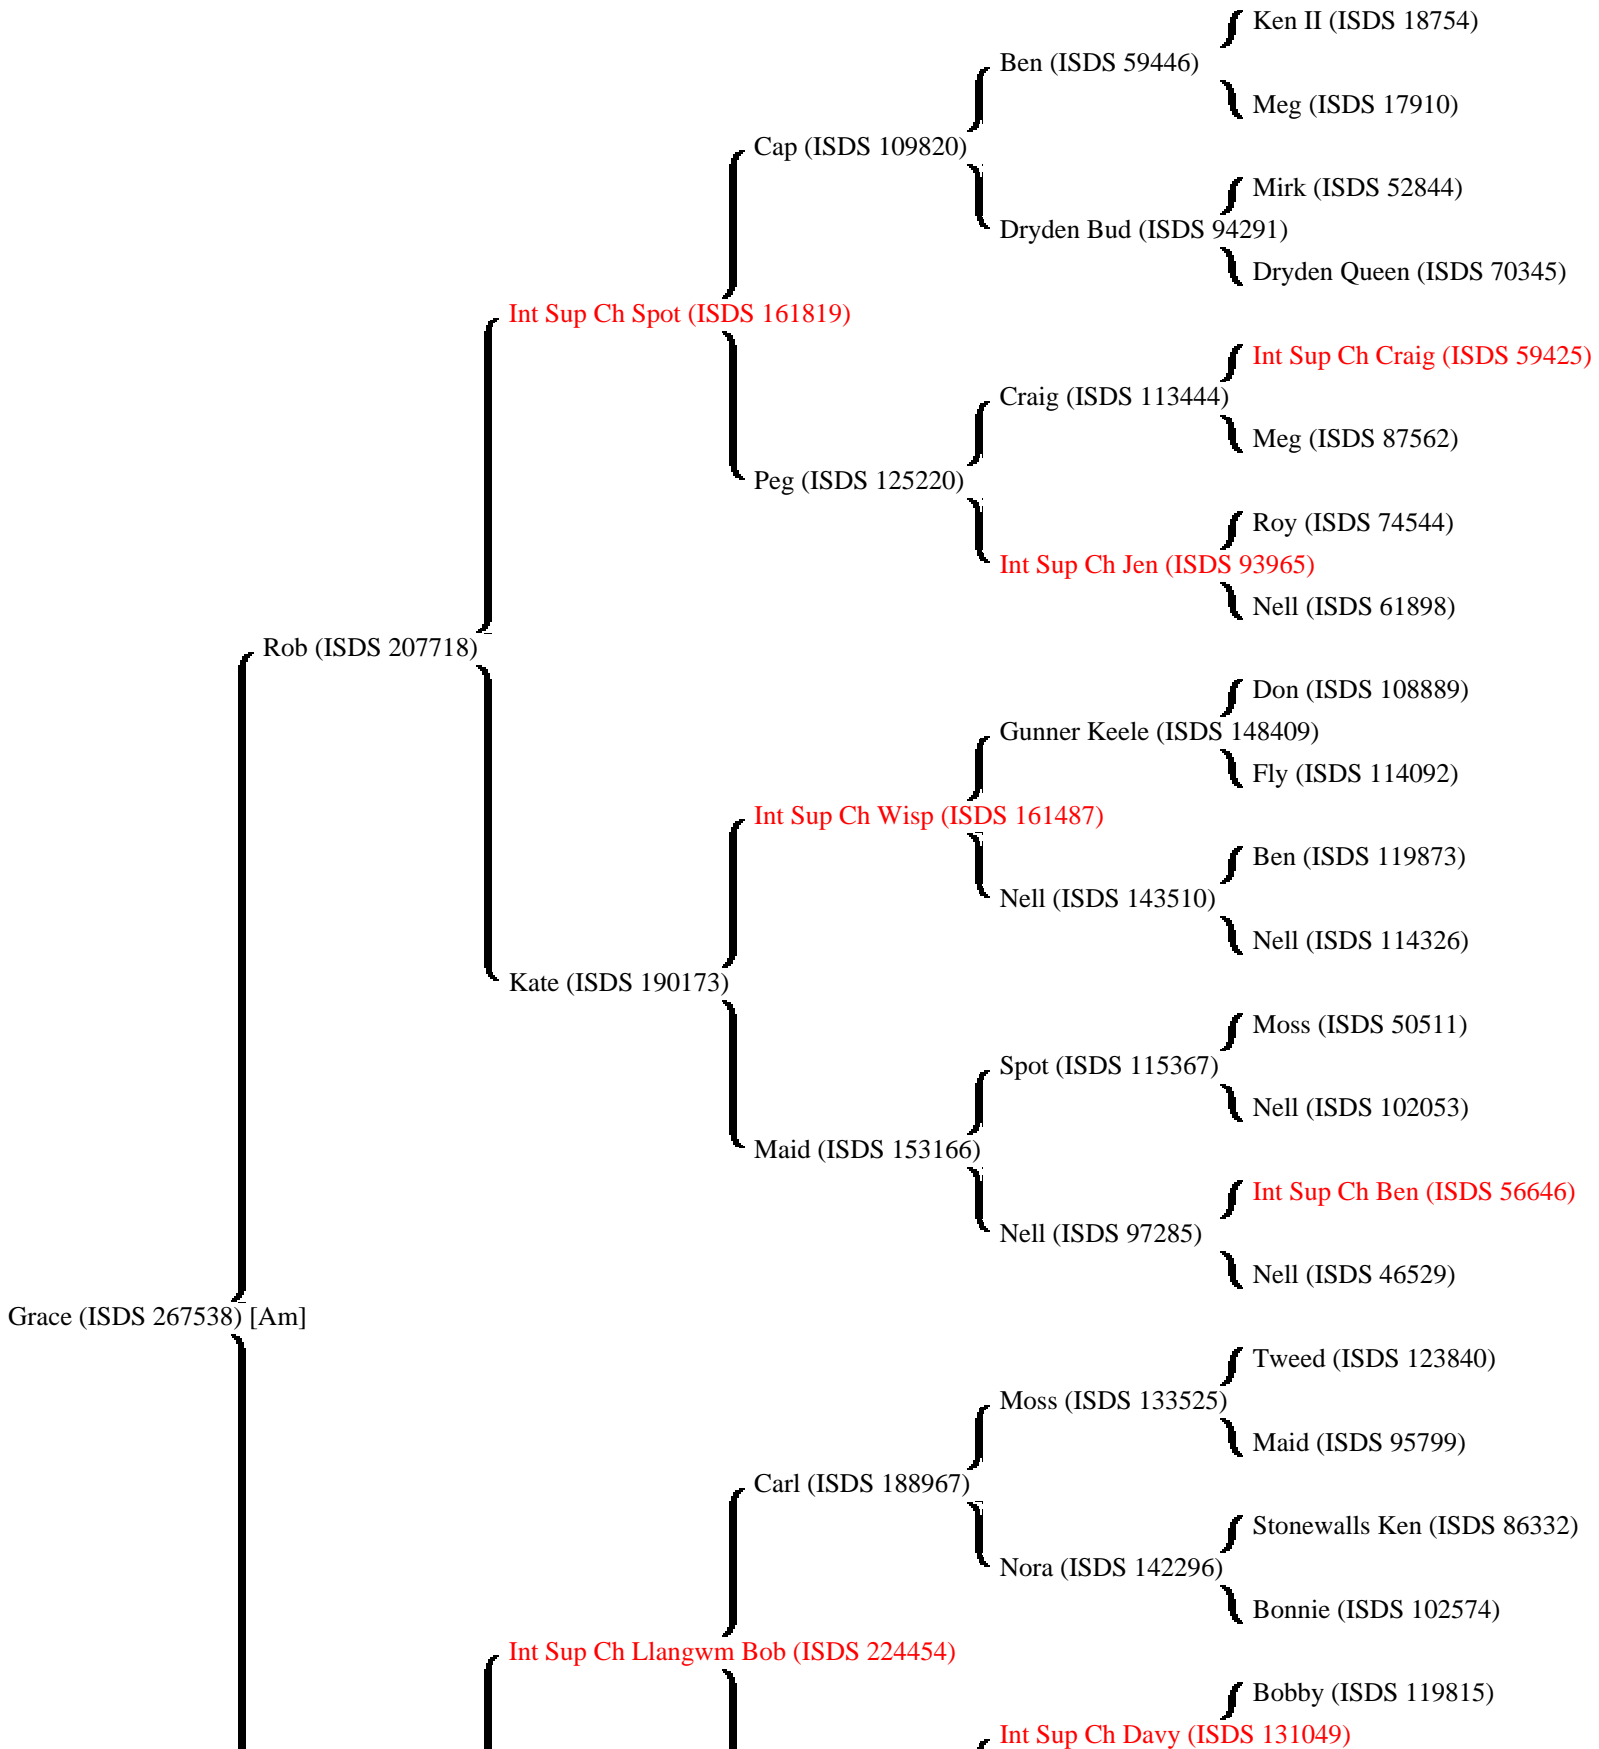 Ken II (ISDS 18754)
Ben (ISDS 59446)
Meg (ISDS 17910)
Cap (ISDS 109820)
Mirk (ISDS 52844)
Dryden Bud (ISDS 94291)
Dryden Queen (ISDS 70345)
Int Sup Ch Spot (ISDS 161819)
Int Sup Ch Craig (ISDS 59425)
Craig (ISDS 113444)
Meg (ISDS 87562)
Peg (ISDS 125220)
Roy (ISDS 74544)
Int Sup Ch Jen (ISDS 93965)
Nell (ISDS 61898)
Rob (ISDS 207718)
Don (ISDS 108889)
Gunner Keele (ISDS 148409)
Fly (ISDS 114092)
Int Sup Ch Wisp (ISDS 161487)
Ben (ISDS 119873)
Nell (ISDS 143510)
Nell (ISDS 114326)
Kate (ISDS 190173)
Moss (ISDS 50511)
Spot (ISDS 115367)
Nell (ISDS 102053)
Maid (ISDS 153166)
Int Sup Ch Ben (ISDS 56646)
Nell (ISDS 97285)
Nell (ISDS 46529)
Grace (ISDS 267538) [Am]
Tweed (ISDS 123840)
Moss (ISDS 133525)
Maid (ISDS 95799)
Carl (ISDS 188967)
Stonewalls Ken (ISDS 86332)
Nora (ISDS 142296)
Bonnie (ISDS 102574)
Int Sup Ch Llangwm Bob (ISDS 224454)
Bobby (ISDS 119815)
Int Sup Ch Davy (ISDS 131049)